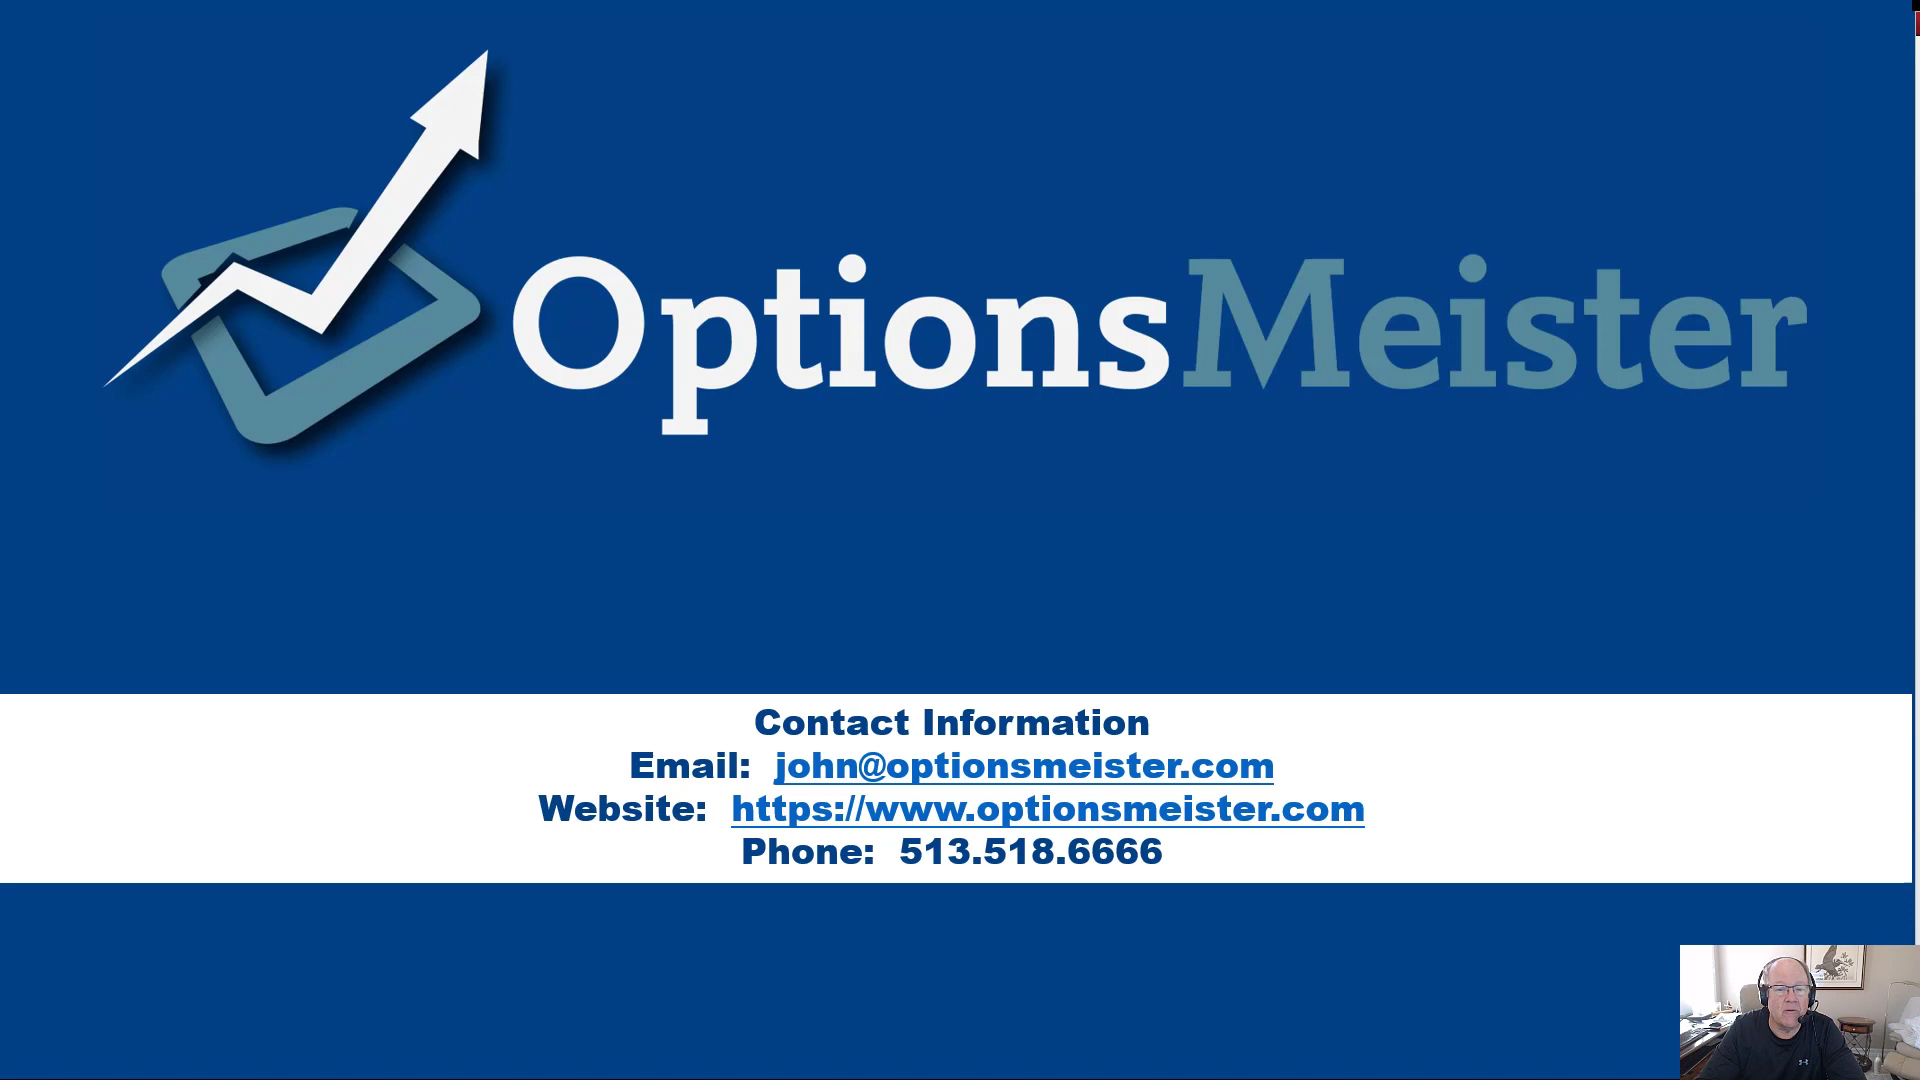 OptionsMeister
Contact Information
Email: john@optionsmeister.com
Website: https://www.optionsmeister.com
Phone: 513.518.6666